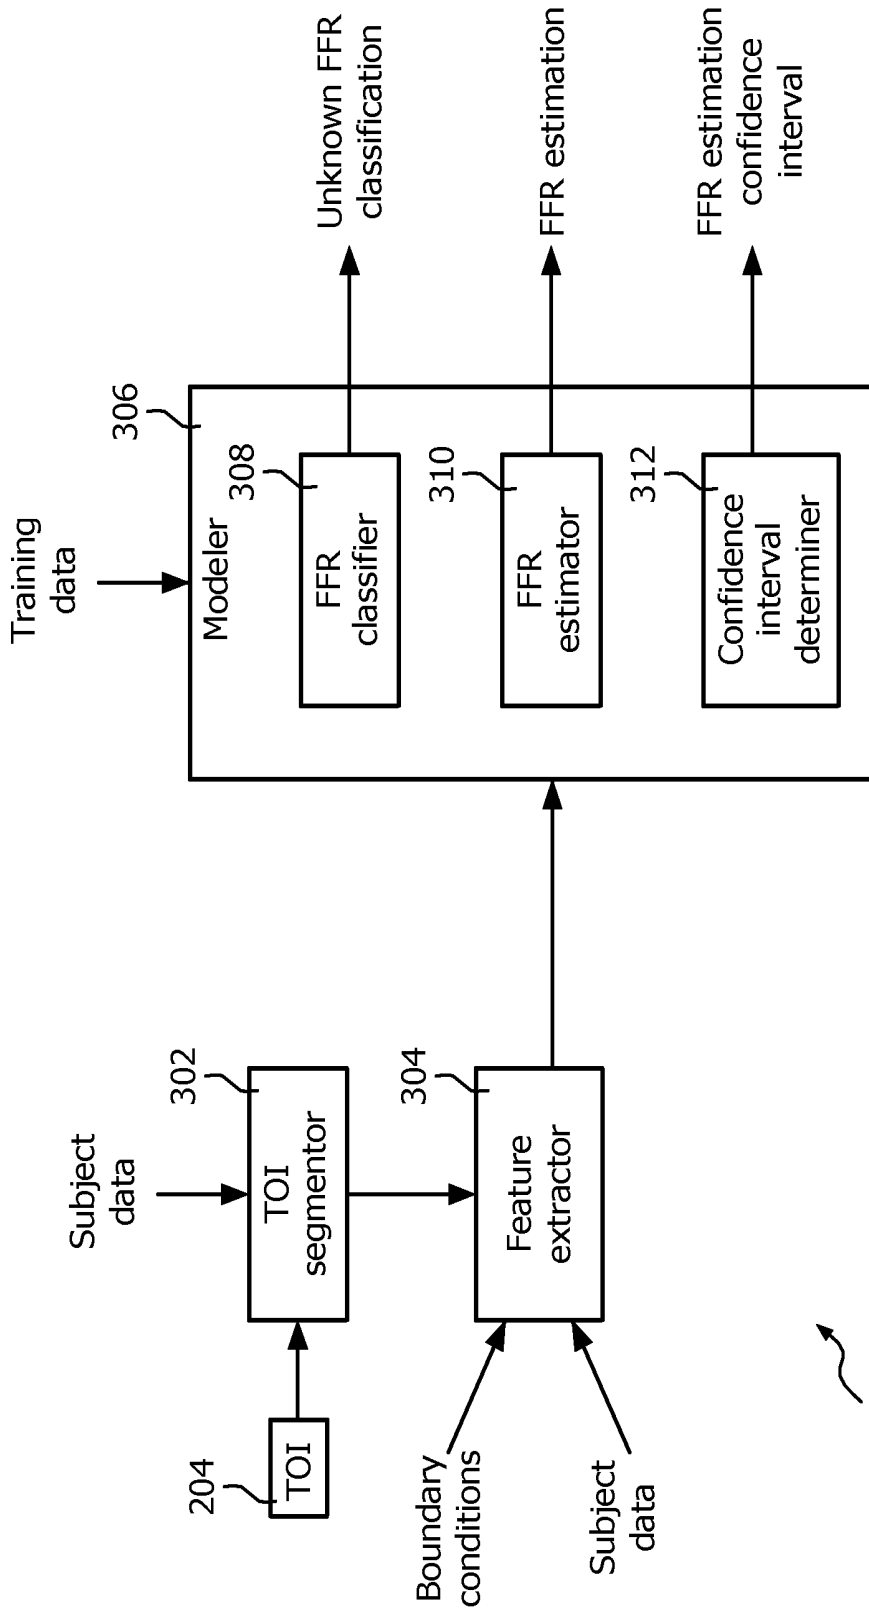 Subject
data
TOI
segmentor
302
204
TOI
Boundary
conditions
Subject
data
Feature
extractor
304
Training
data
306
Modeler
FFR
classifier
308
FFR
estimator
310
Confidence
interval
determiner
312
Unknown FFR
classification
FFR estimation
FFR estimation
confidence
interval